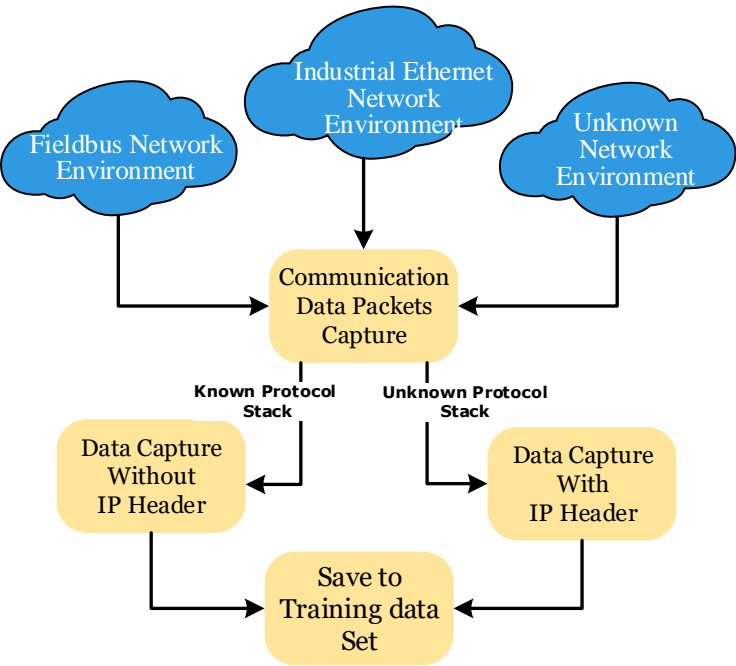 Industrial Ethernet
Network
Environment
Fieldbus Network
Environment
Unknown
Network
Environment
Communication
Data Packets
Capture
Known Protocol
Stack
Unknown Protocol
Stack
Data Capture
Without
IP Header
Data Capture
With
IP Header
Save to
Training data
Set